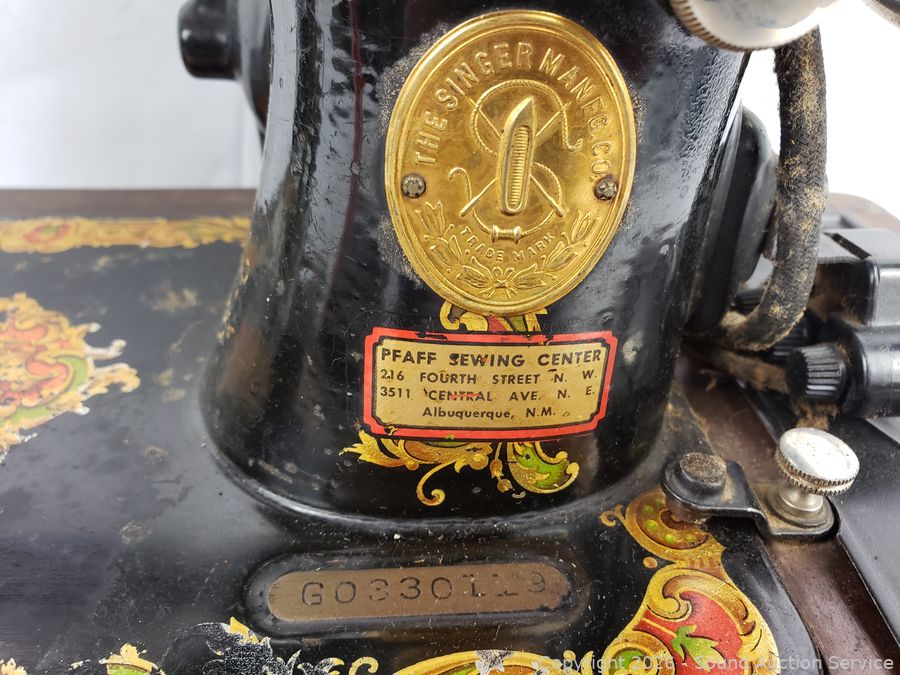 THE SINGER MANFG. CO.
TRADE MARK
PFAFF SEWING CENTER
216 FOURTH STREET N. W.
3511 CENTRAL AVE. N. E.
Albuquerque, N.M.
G0330119
Copyright 2026 - Sound Auction Service